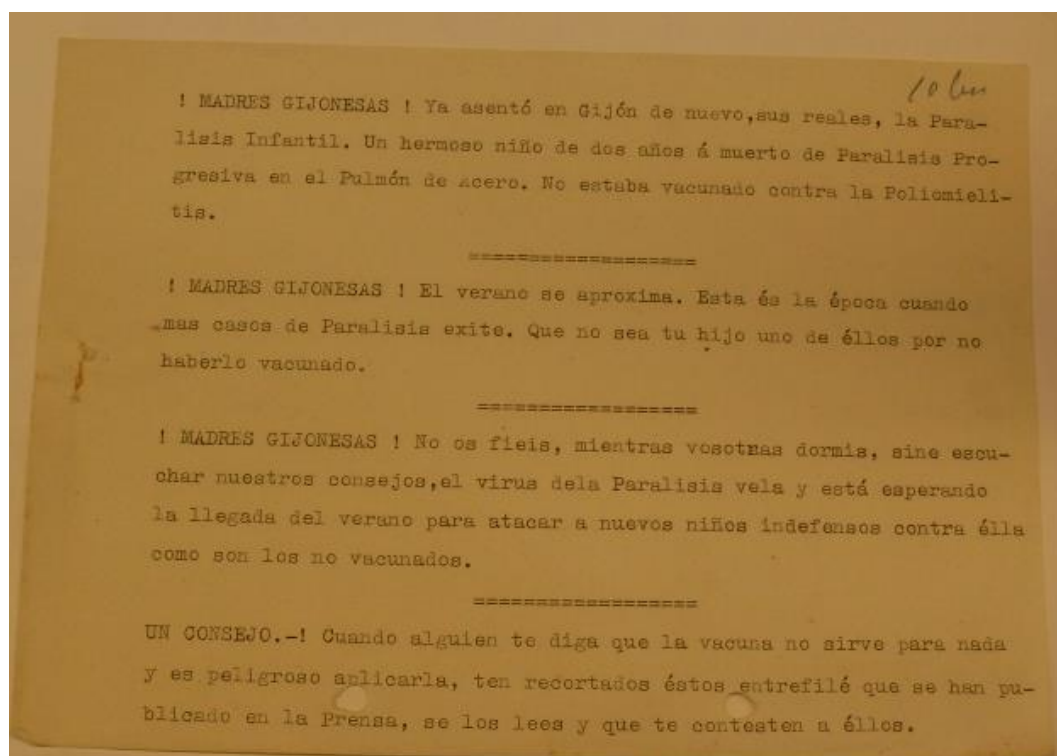 ! MADRES GIJONESAS ! Ya asentó en Gijón de nuevo,sus reales, la Para-
lisis Infantil. Un hermoso niño de dos años á muerto de Paralisis Pro-
gresiva en el Pulmón de Acero. No estaba vacunado contra la Poliomieli-
tis.
===================
! MADRES GIJONESAS ! El verano se aproxima. Esta és la época cuando
mas casos de Paralisis exite. Que no sea tu hijo uno de éllos por no
haberlo vacunado.
===================
! MADRES GIJONESAS ! No os fieis, mientras vosotras dormis, sine escu-
char nuestros consejos,el virus dela Paralisis vela y está esperando
la llegada del verano para atacar a nuevos niños indefensos contra élla
como son los no vacunados.
===================
UN CONSEJO.-! Cuando alguien te diga que la vacuna no sirve para nada
y es peligroso aplicarla, ten recortados éstos entrefilé que se han pu-
blicado en la Prensa, se los lees y que te contesten a éllos.